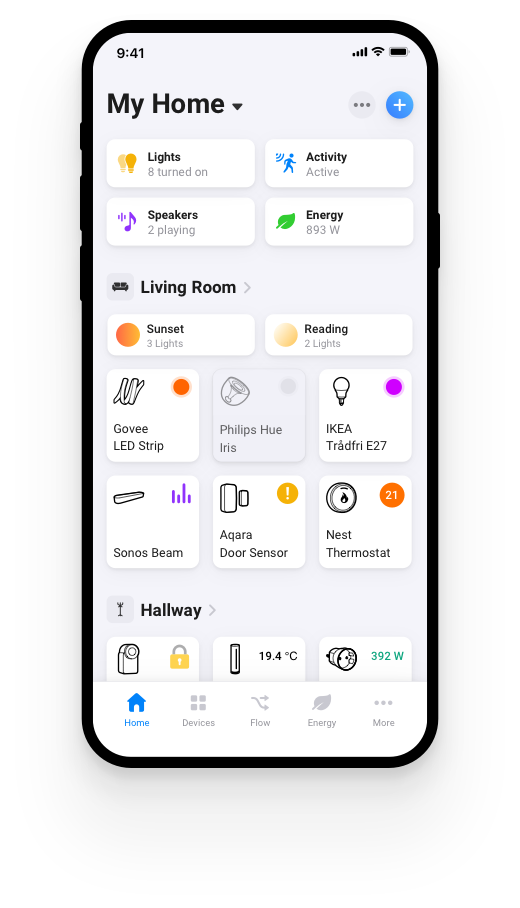 9:41
My Home
Lights
8 turned on
Activity
Active
Speakers
2 playing
Energy
893 W
Living Room
Sunset
3 Lights
Reading
2 Lights
Govee
LED Strip
Philips Hue
Iris
IKEA
Trådfri E27
Sonos Beam
Aqara
Door Sensor
21
Nest
Thermostat
Hallway
19.4 °C
392 W
Home
Devices
Flow
Energy
More